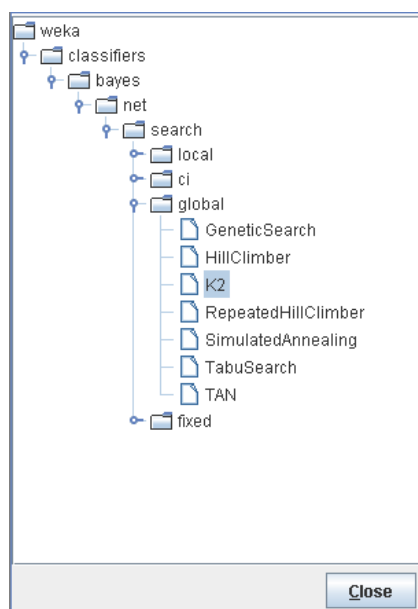 weka
classifiers
bayes
net
search
local
ci
global
GeneticSearch
HillClimber
K2
RepeatedHillClimber
SimulatedAnnealing
TabuSearch
TAN
fixed
Close